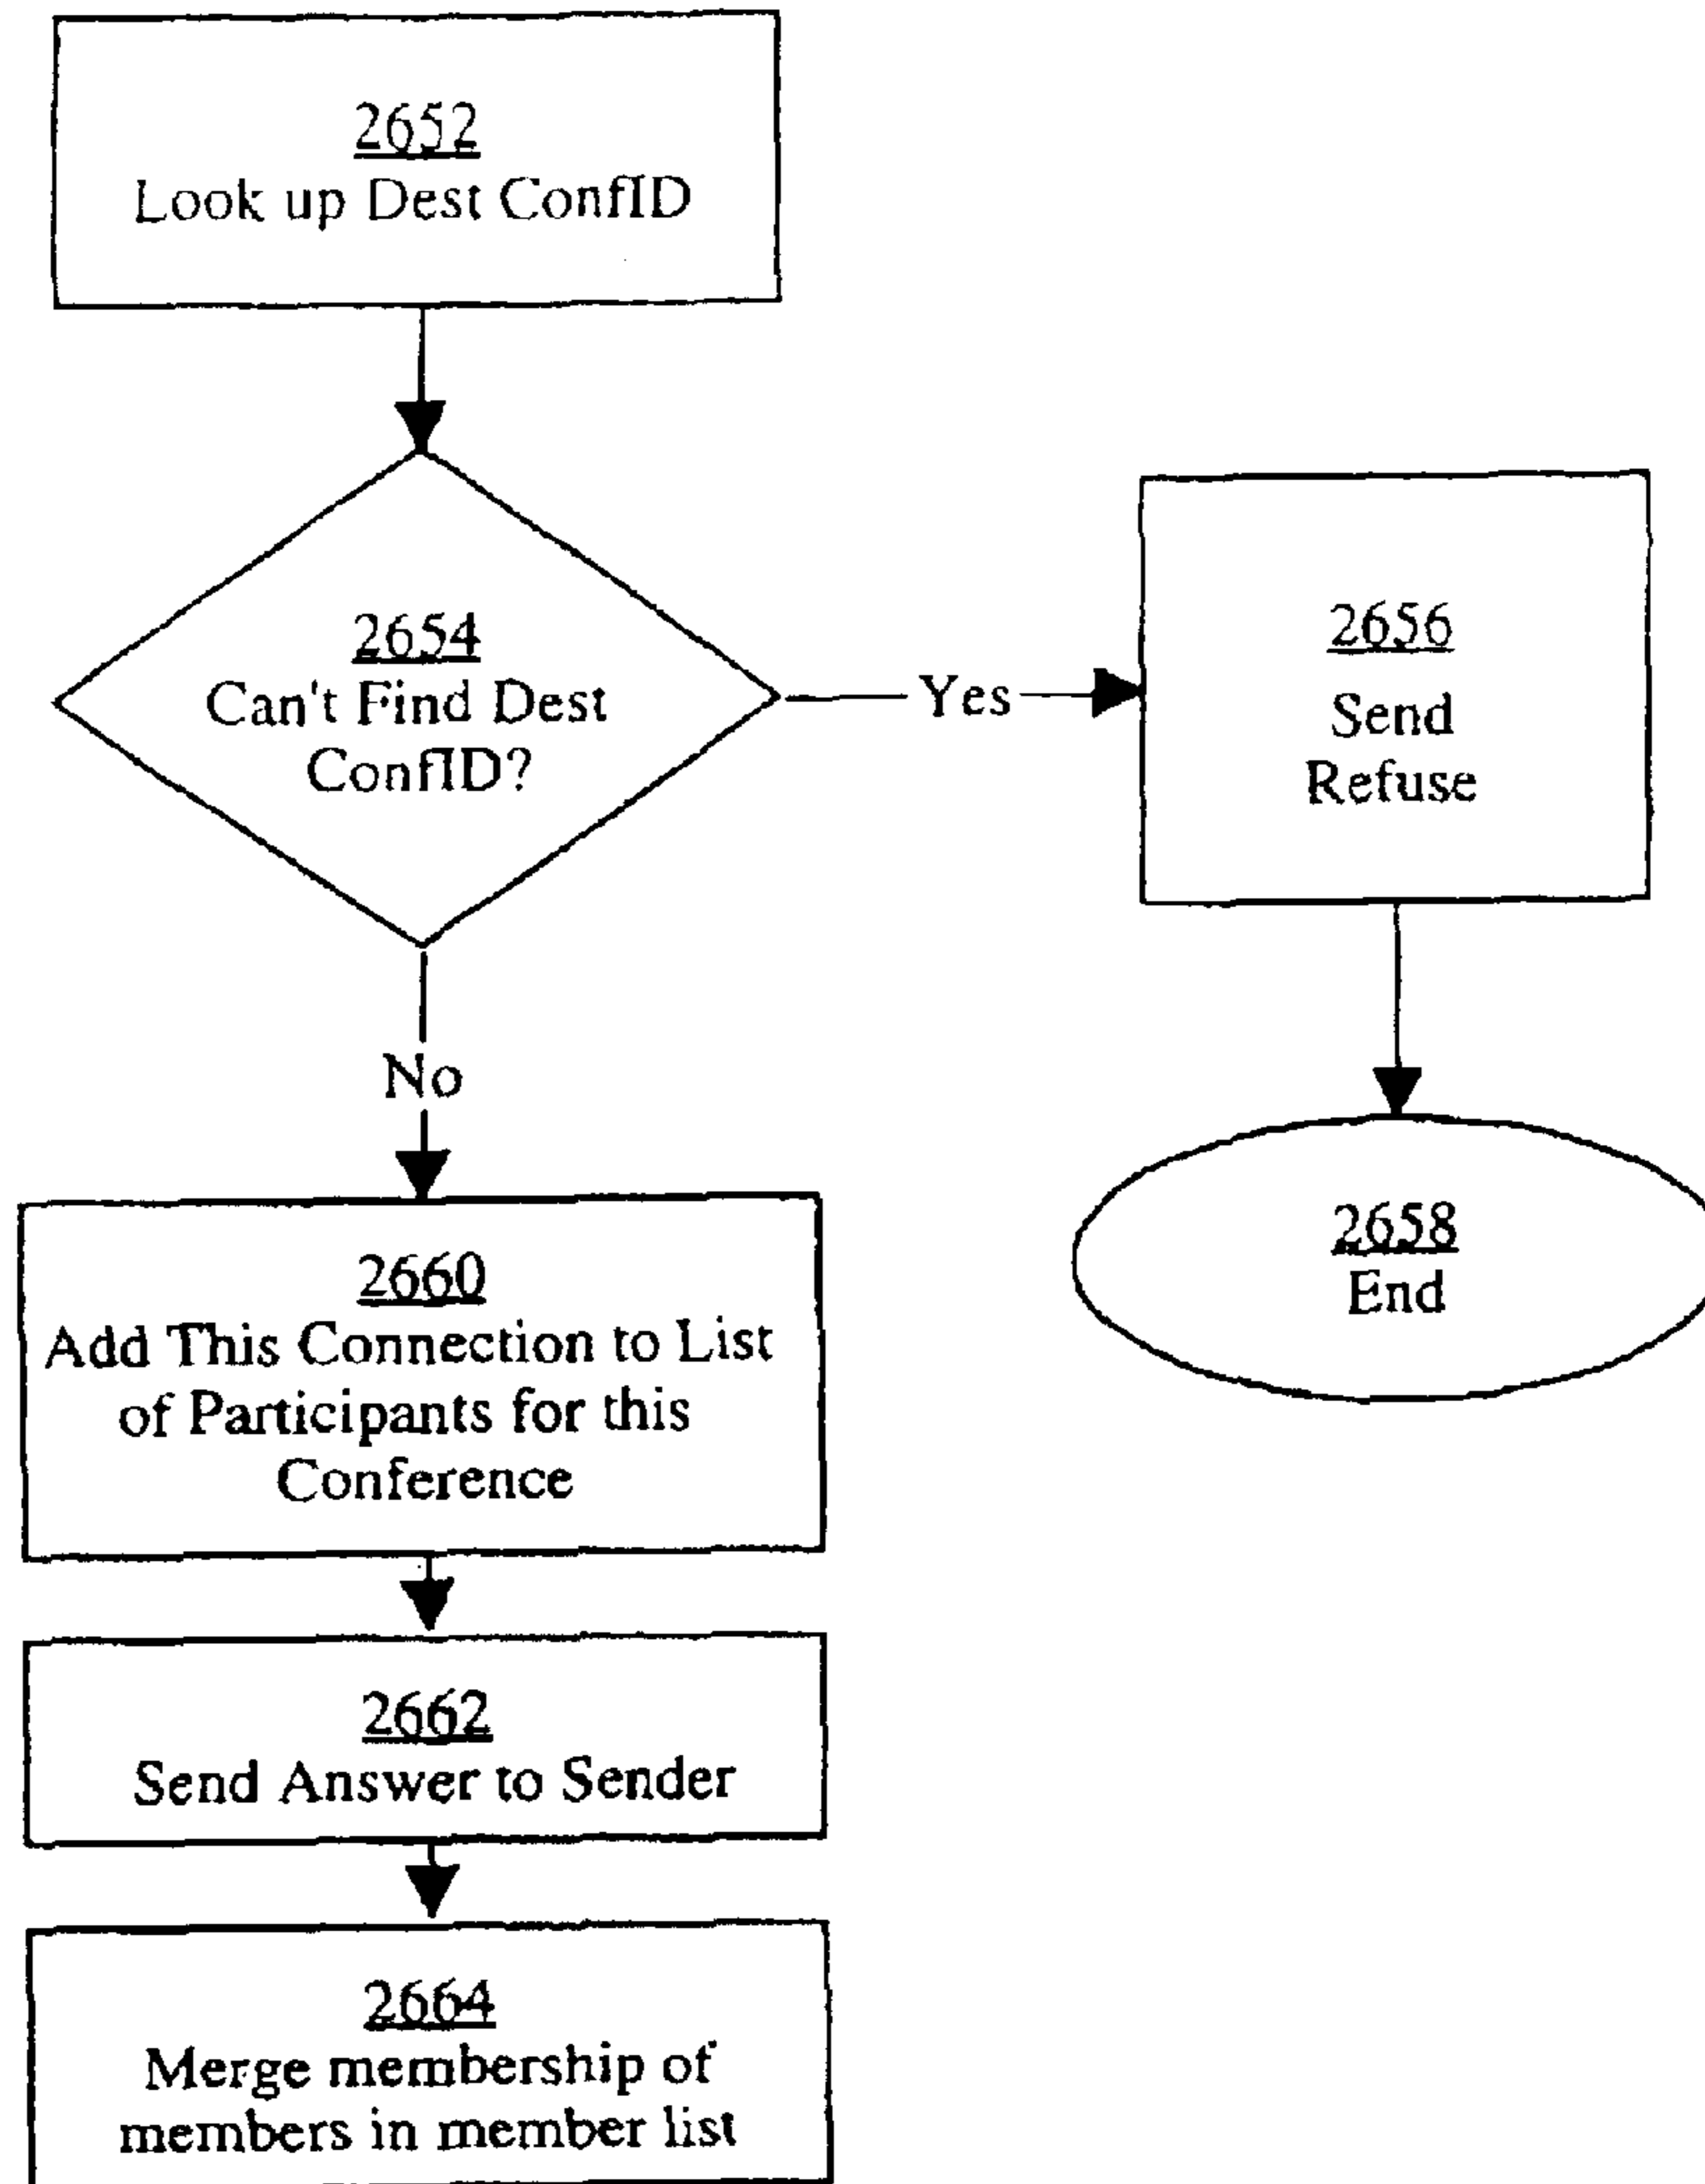 2652
Look up Dest ConfID
2654
Can't Find Dest
ConfID?
Yes
2656
Send
Refuse
2658
End
No
2660
Add This Connection to List
of Participants for this
Conference
2662
Send Answer to Sender
2664
Merge membership of
members in member list